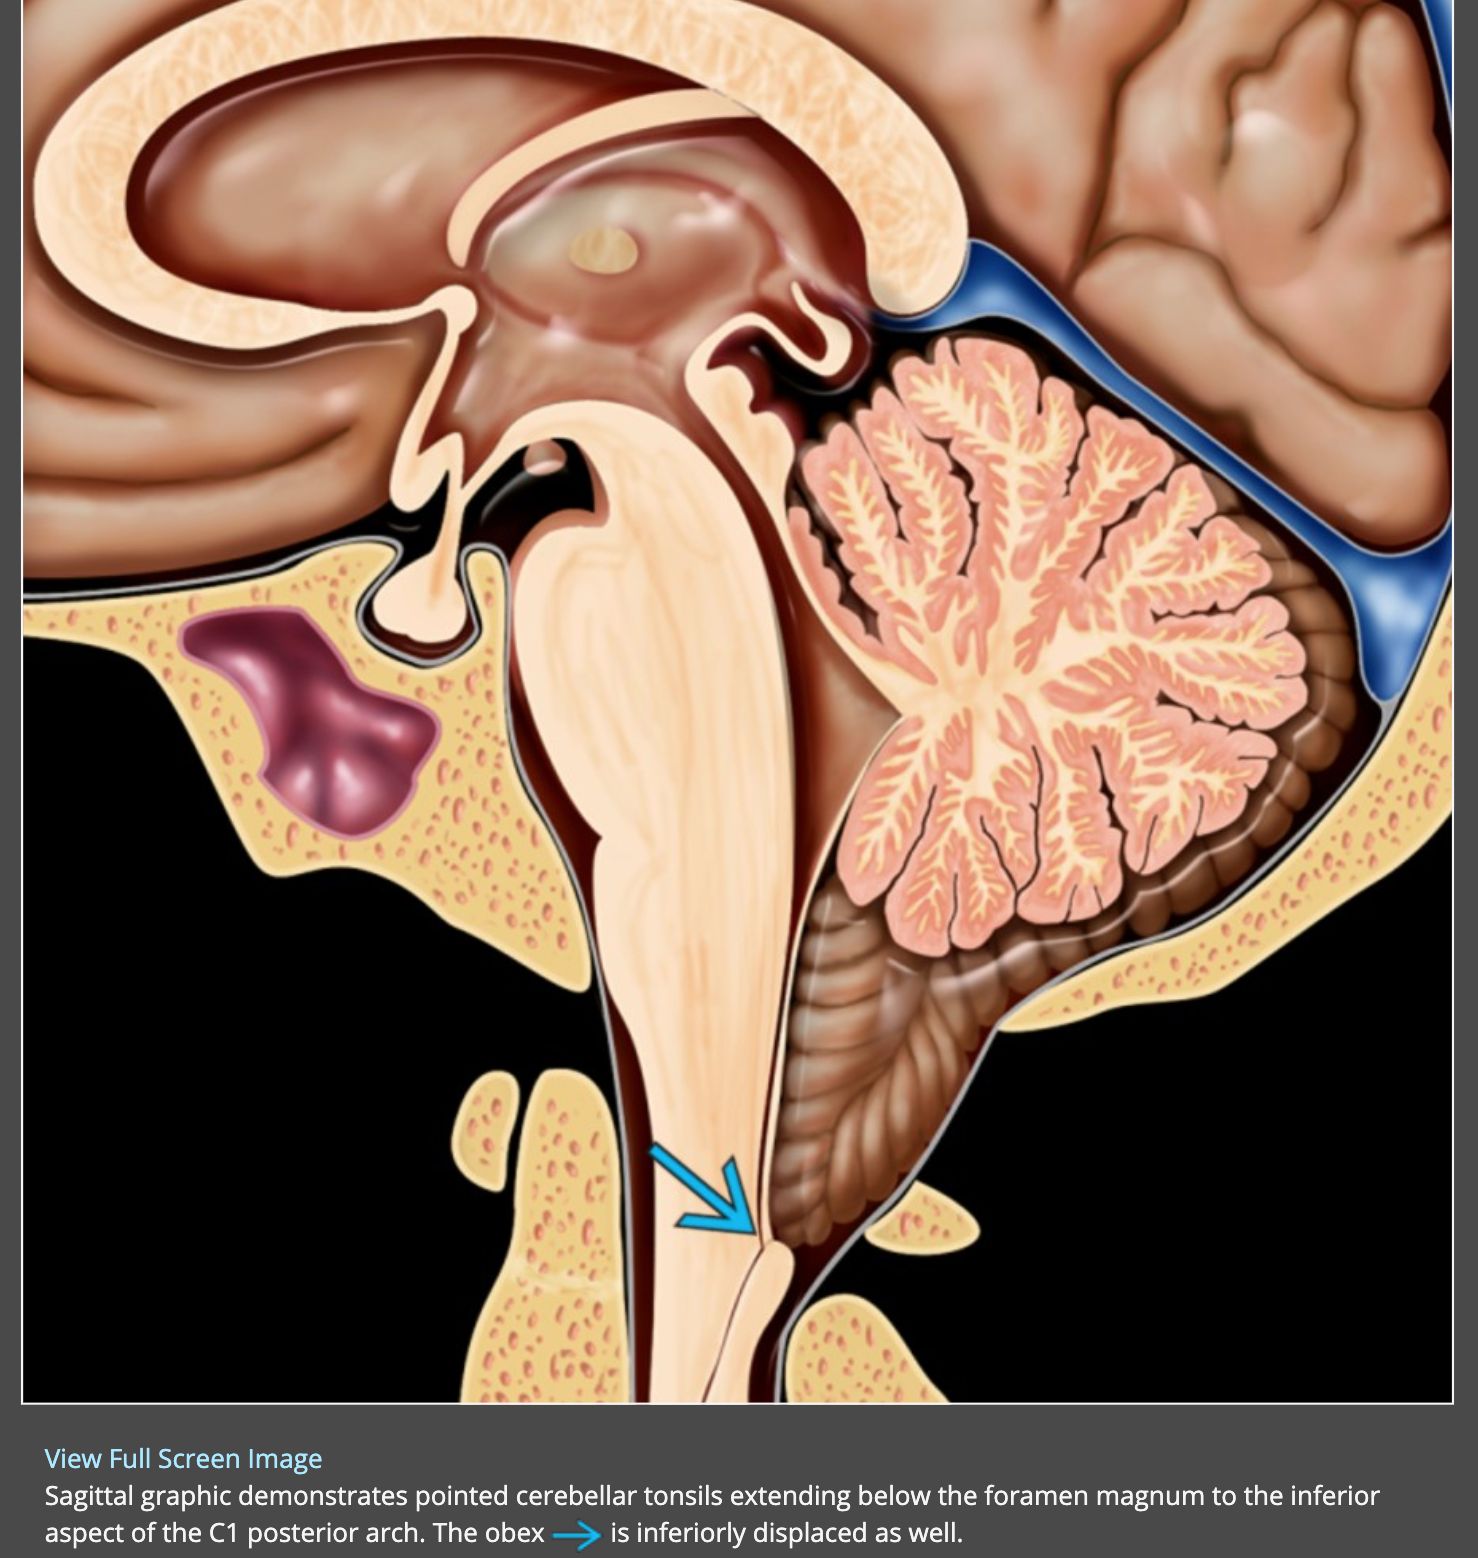 View Full Screen Image
Sagittal graphic demonstrates pointed cerebellar tonsils extending below the foramen magnum to the inferior
aspect of the C1 posterior arch. The obex → is inferiorly displaced as well.